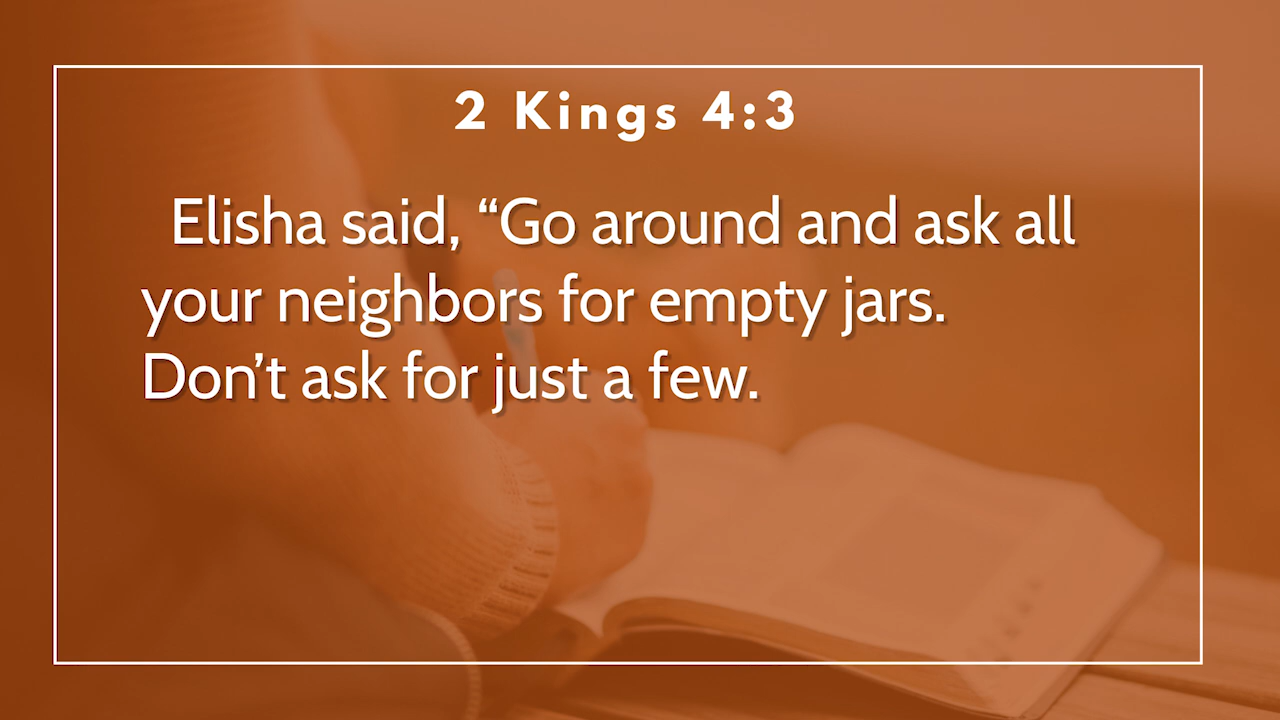 2 Kings 4:3
Elisha said, “Go around and ask all
your neighbors for empty jars.
Don’t ask for just a few.